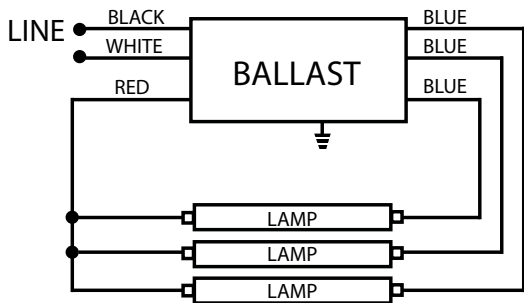 BLACK
BLUE
LINE
WHITE
BLUE
BALLAST
RED
BLUE
LAMP
LAMP
LAMP